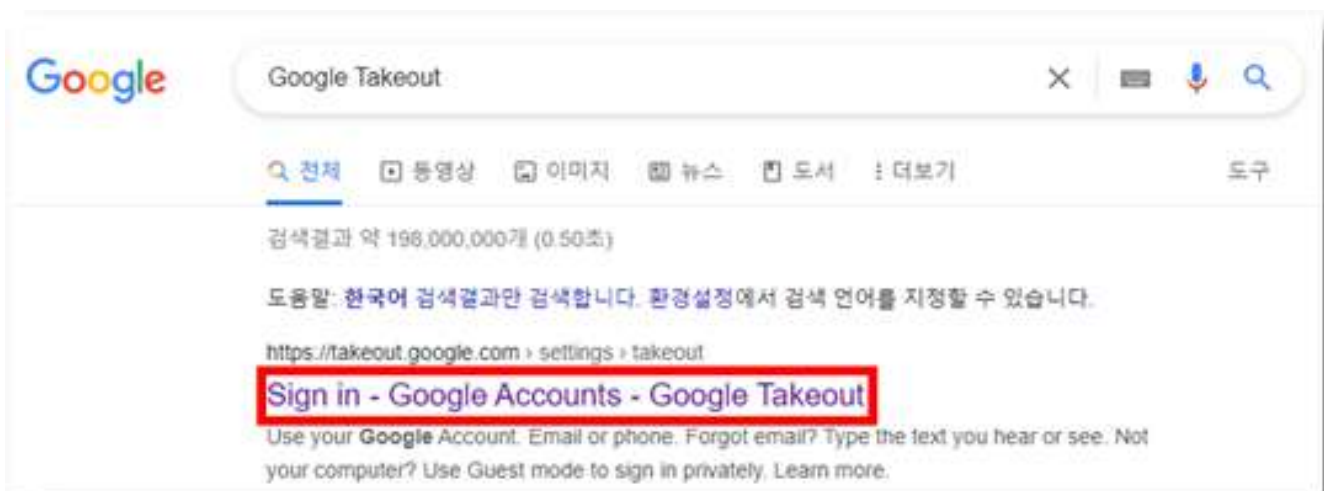 Google
Google Takeout
전체 동영상 이미지 뉴스 도서 더보기 도구
검색결과 약 198,000,000개 (0.50초)
도움말: 한국어 검색결과만 검색합니다. 환경설정에서 검색 언어를 지정할 수 있습니다.
https://takeout.google.com › settings › takeout
Sign in - Google Accounts - Google Takeout
Use your Google Account. Email or phone. Forgot email? Type the text you hear or see. Not
your computer? Use Guest mode to sign in privately. Learn more.